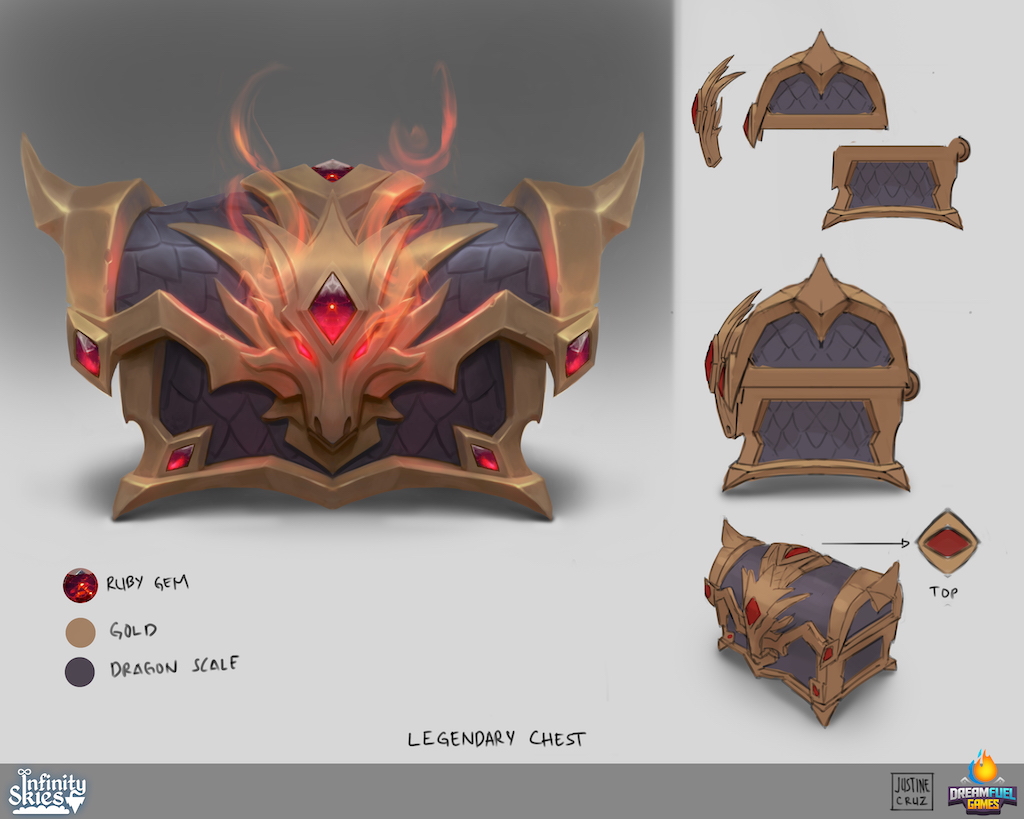 RUBY GEM
GOLD
DRAGON SCALE
TOP
LEGENDARY CHEST
Infinity
Skies
JUSTINE
CRUZ
DREAMFUEL
GAMES